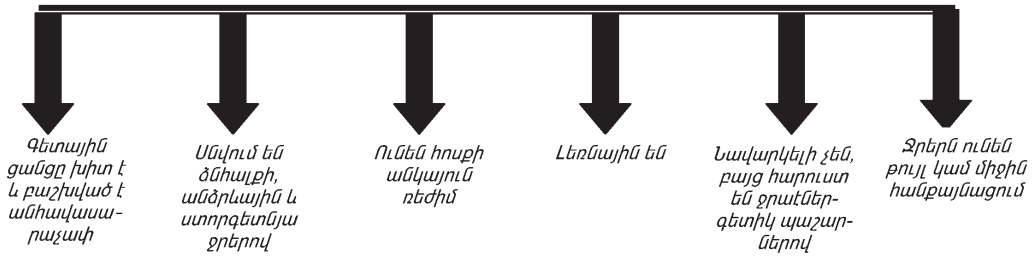 Գետային
ցանցը խիտ է
և բաշխված է
անհավասա-
րաչափ
Սնվում են
ձնհալքի,
անձրևային և
ստորգետնյա
ջրերով
Ունեն հոսքի
անկայուն
ռեժիմ
Լեռնային են
Նավարկելի չեն,
բայց հարուստ
են ջրաէներ-
գետիկ պաշար-
ներով
Ջրերն ունեն
թույլ կամ միջին
հանքայնացում